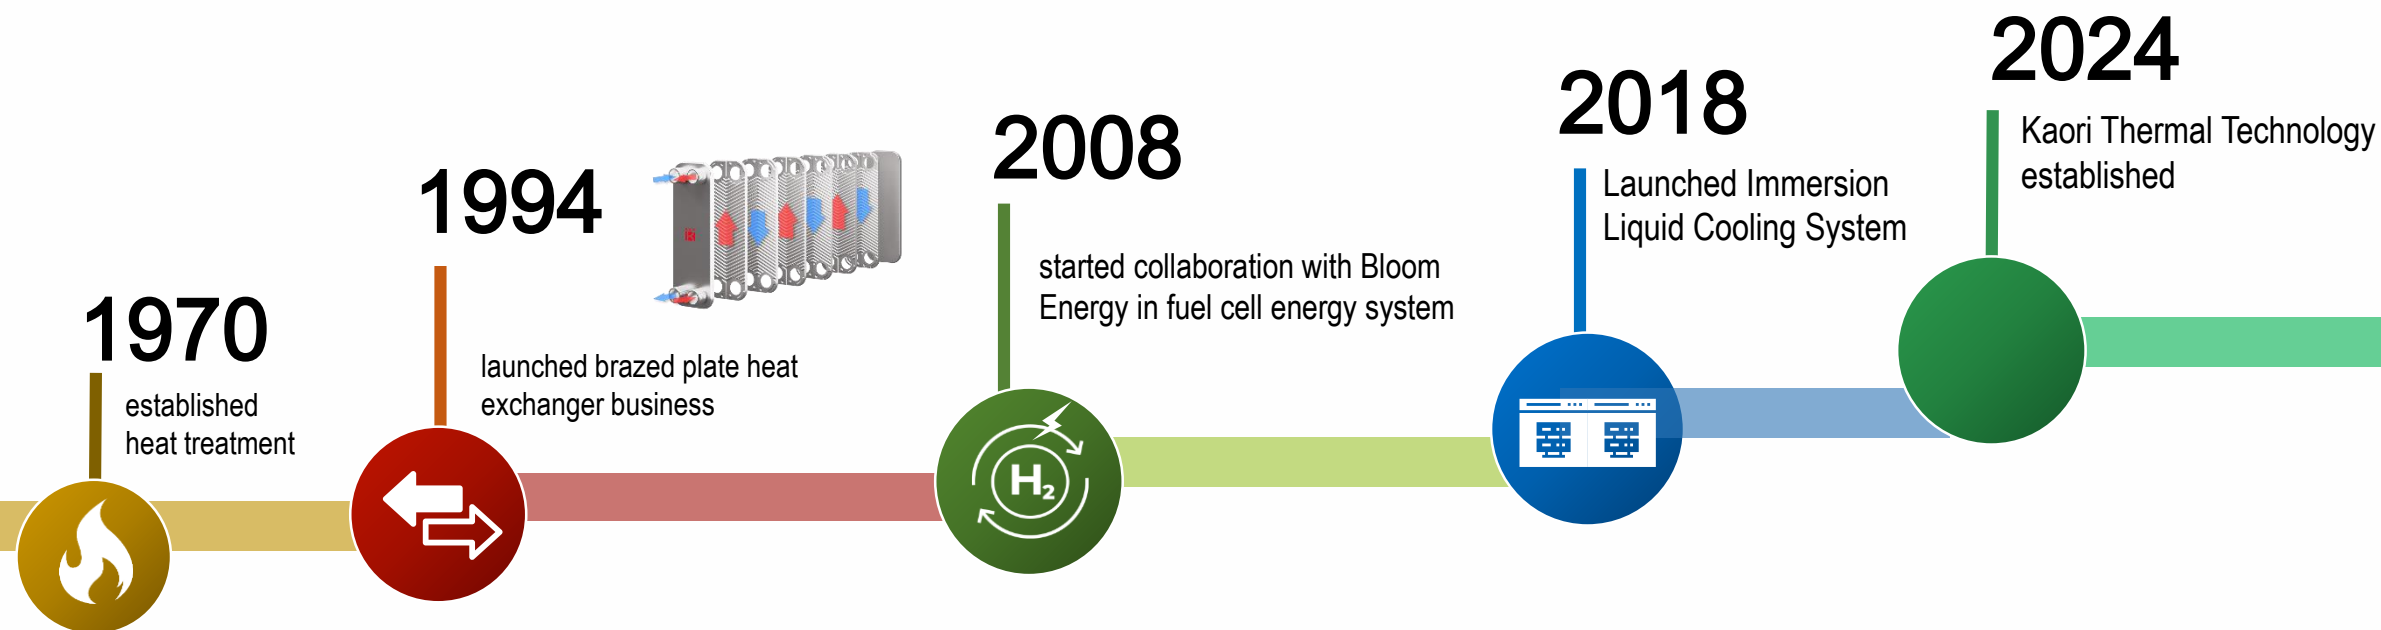 1970
established
heat treatment
1994
launched brazed plate heat
exchanger business
2008
started collaboration with Bloom
Energy in fuel cell energy system
H2
2018
Launched Immersion
Liquid Cooling System
2024
Kaori Thermal Technology
established